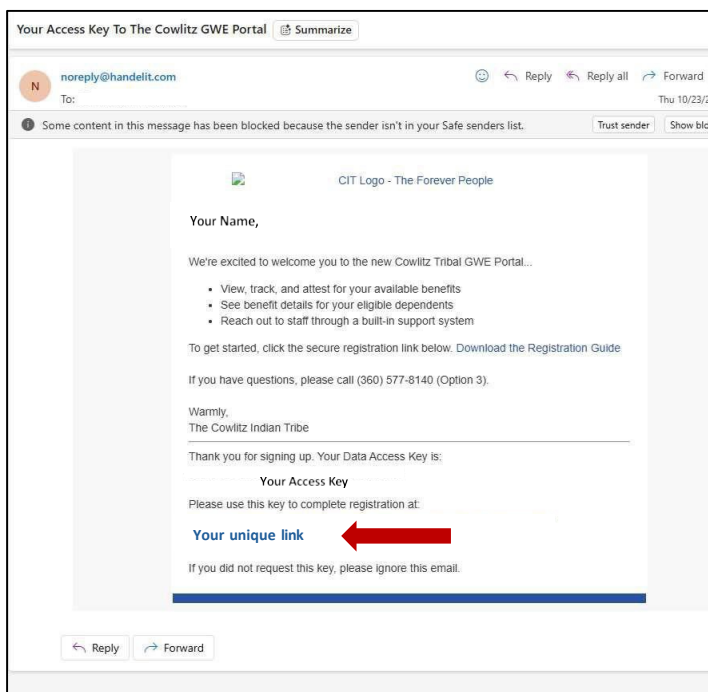 Your Access Key To The Cowlitz GWE Portal Summarize
N
noreply@handelit.com
Reply Reply all Forward
To:
Thu 10/23/2
Some content in this message has been blocked because the sender isn't in your Safe senders list. Trust sender Show blo
CIT Logo - The Forever People
Your Name,
We're excited to welcome you to the new Cowlitz Tribal GWE Portal...
• View, track, and attest for your available benefits
• See benefit details for your eligible dependents
• Reach out to staff through a built-in support system
To get started, click the secure registration link below. Download the Registration Guide
If you have questions, please call (360) 577-8140 (Option 3).
Warmly,
The Cowlitz Indian Tribe
Thank you for signing up. Your Data Access Key is:
Your Access Key
Please use this key to complete registration at:
Your unique link
If you did not request this key, please ignore this email.
Reply Forward